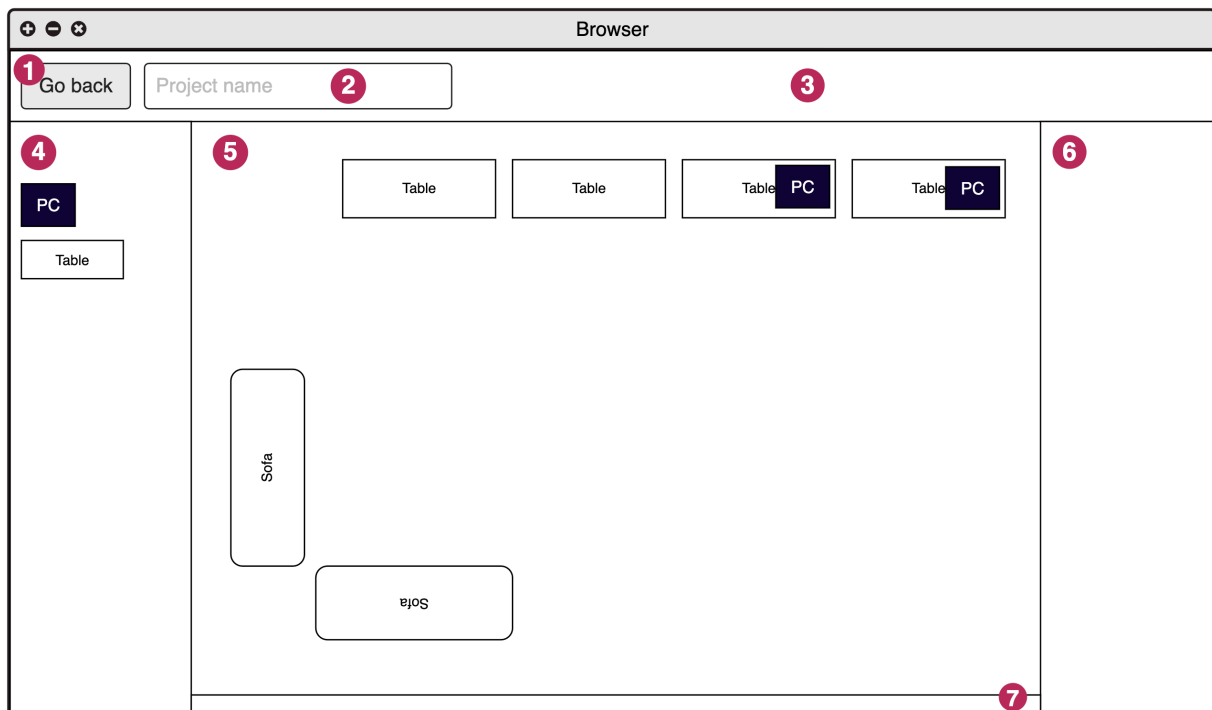 Browser
1
Go back
Project name
2
3
4
5
6
PC
Table
Table
Table
Table
PC
Table
PC
Sofa
Sofa
7